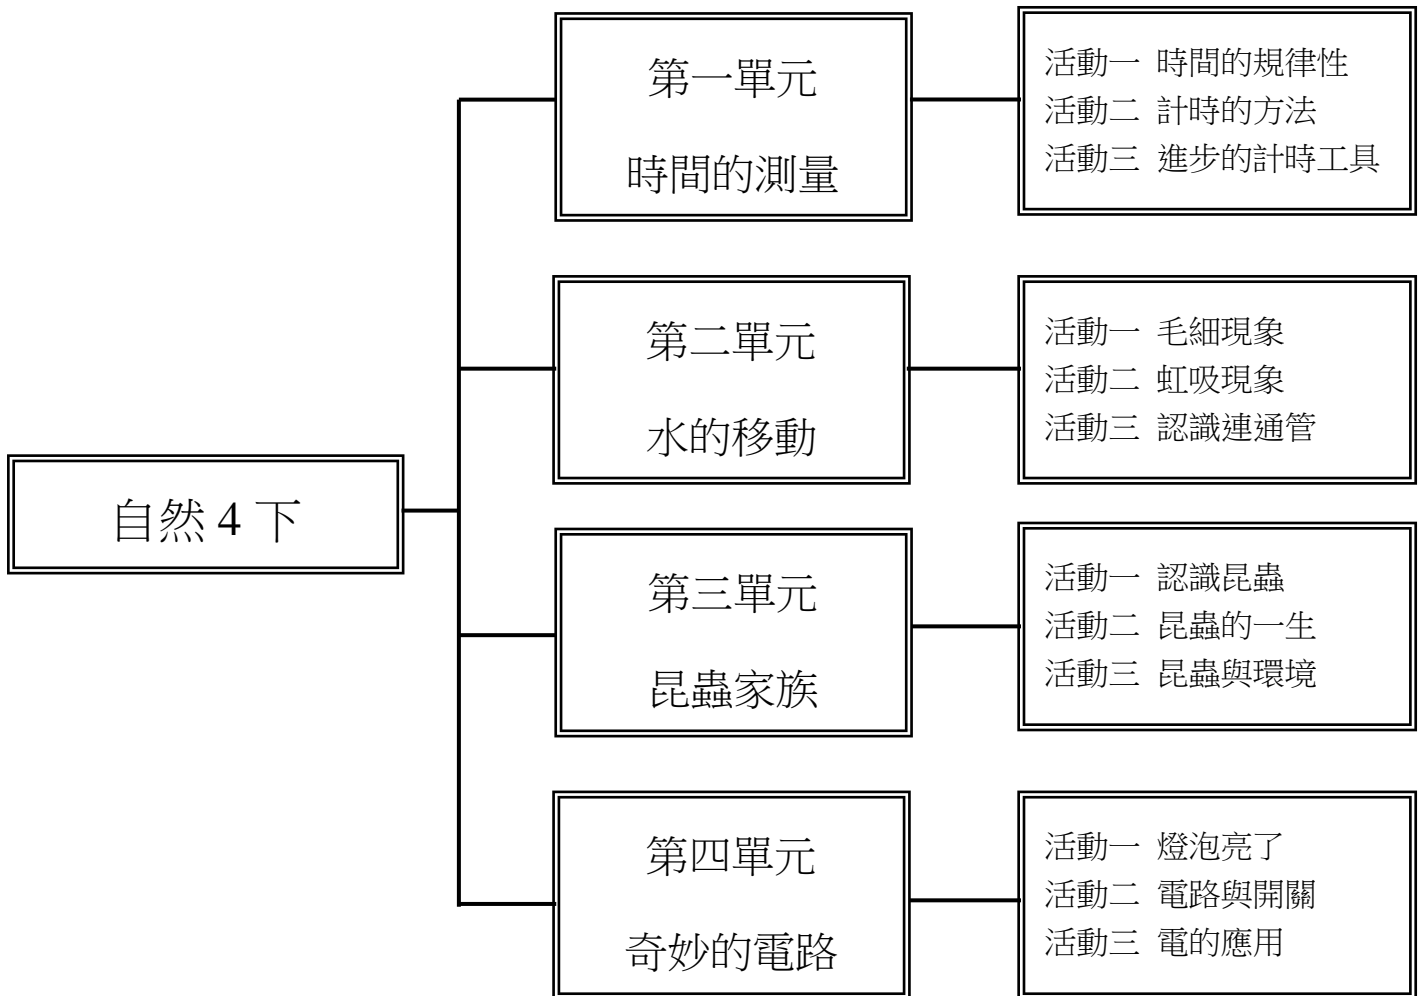 自然 4 下
第一單元
時間的測量
活動一 時間的規律性
活動二 計時的方法
活動三 進步的計時工具
第二單元
水的移動
活動一 毛細現象
活動二 虹吸現象
活動三 認識連通管
第三單元
昆蟲家族
活動一 認識昆蟲
活動二 昆蟲的一生
活動三 昆蟲與環境
第四單元
奇妙的電路
活動一 燈泡亮了
活動二 電路與開關
活動三 電的應用